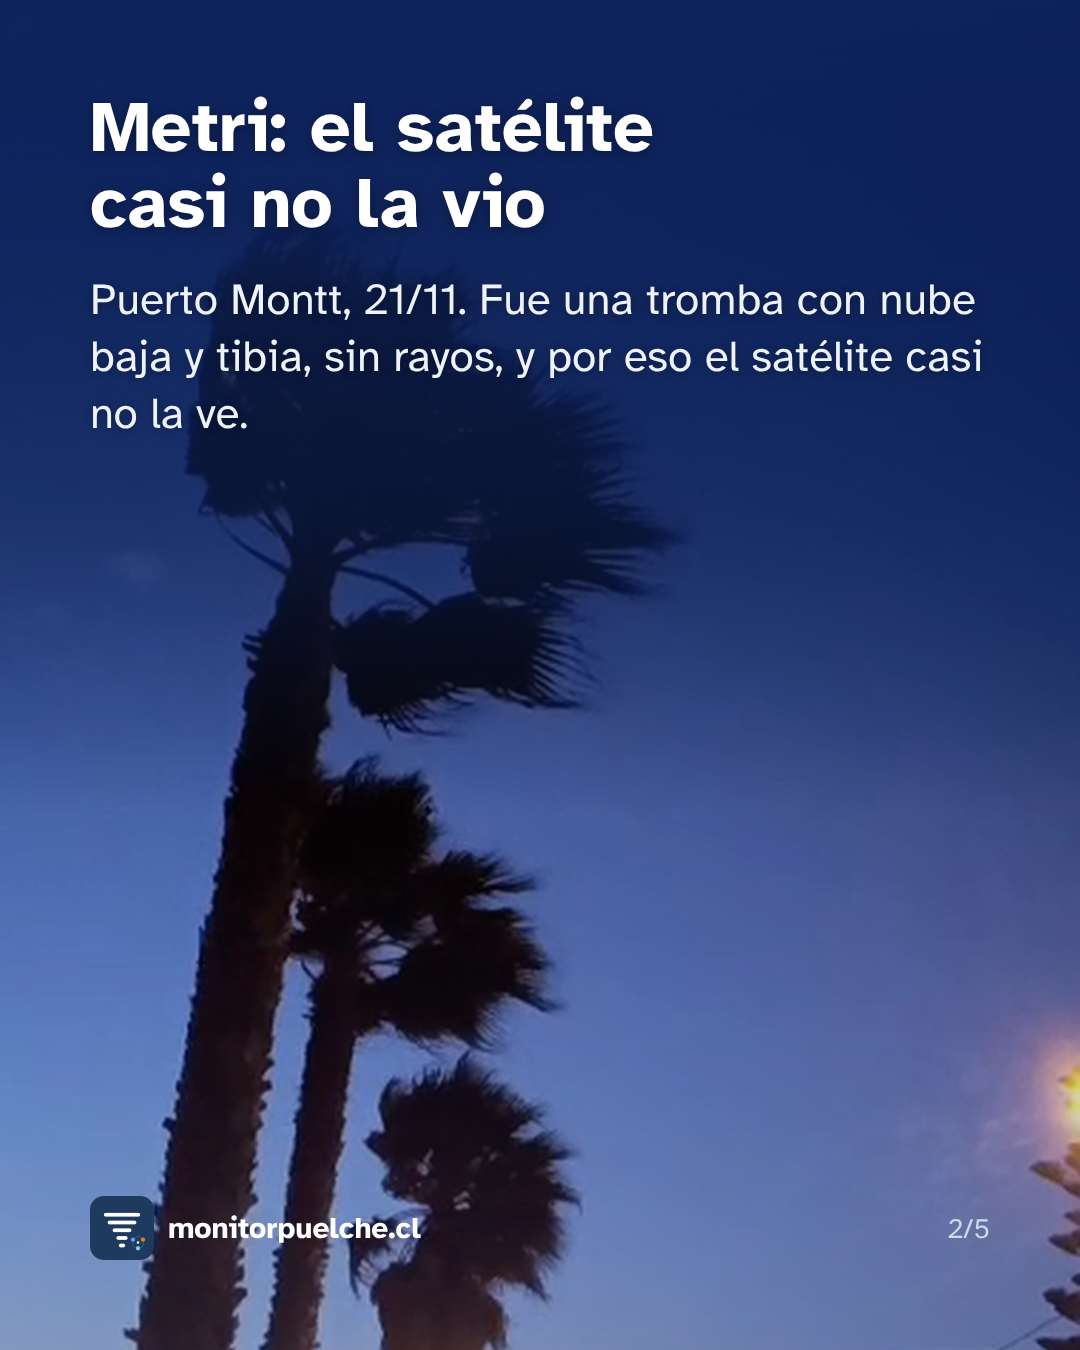 Metri: el satélite
casi no la vio
Puerto Montt, 21/11. Fue una tromba con nube
baja y tibia, sin rayos, y por eso el satélite casi
no la ve.
monitorpuelche.cl
2/5